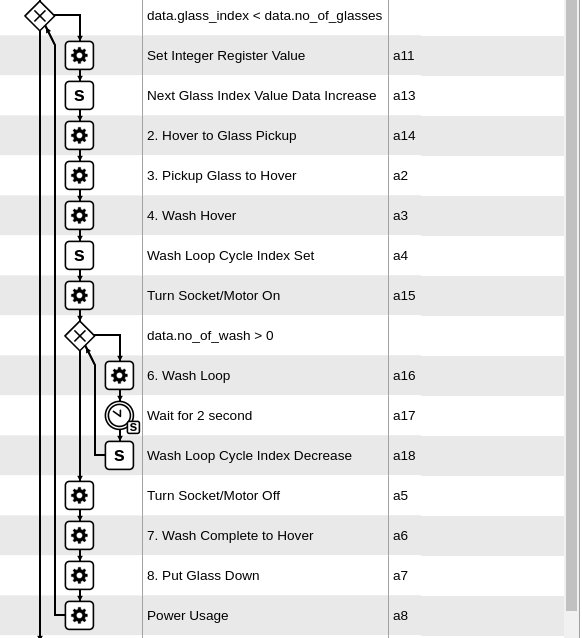 data.glass_index < data.no_of_glasses
Set Integer Register Value a11
S Next Glass Index Value Data Increase a13
2. Hover to Glass Pickup a14
3. Pickup Glass to Hover a2
4. Wash Hover a3
S Wash Loop Cycle Index Set a4
Turn Socket/Motor On a15
data.no_of_wash > 0
6. Wash Loop a16
S Wait for 2 second a17
S Wash Loop Cycle Index Decrease a18
Turn Socket/Motor Off a5
7. Wash Complete to Hover a6
8. Put Glass Down a7
Power Usage a8